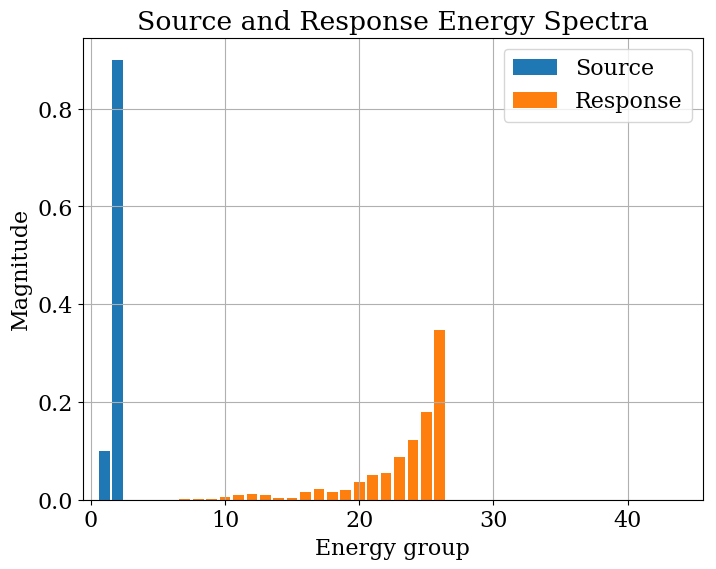 Source and Response Energy Spectra
Source
Response
Magnitude
0.8
0.6
0.4
0.2
0.0
0 10 20 30 40
Energy group